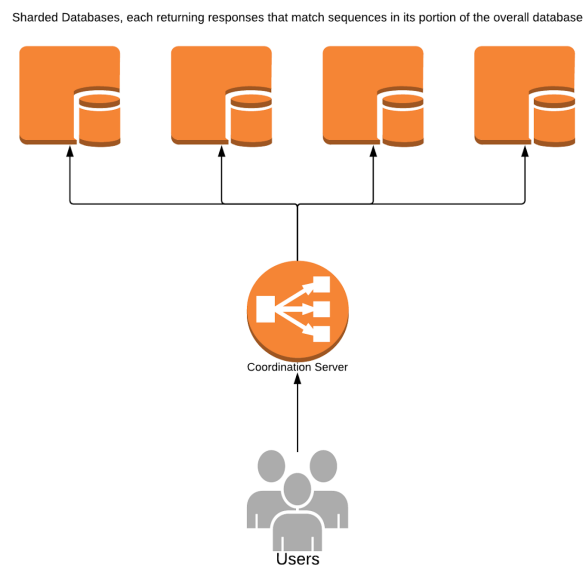 Sharded Databases, each returning responses that match sequences in its portion of the overall database
Coordination Server
Users